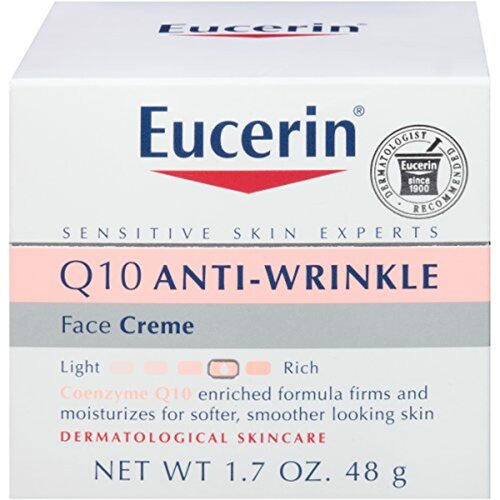 Eucerin®
DERMATOLOGIST RECOMMENDED
Eucerin
since
1900
SENSITIVE SKIN EXPERTS
Q10 ANTI-WRINKLE
Face Creme
Light Rich
Coenzyme Q10 enriched formula firms and
moisturizes for softer, smoother looking skin
DERMATOLOGICAL SKINCARE
NET WT 1.7 OZ. 48 g